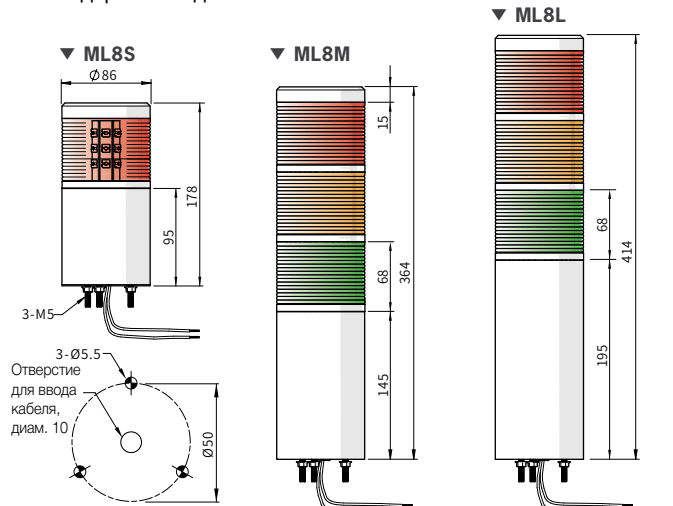 ▼ ML8S
Ø86
178
95
3-M5
3-Ø5.5
Отверстие
для ввода
кабеля,
диам. 10
Ø50
▼ ML8M
15
68
364
145
▼ ML8L
68
414
195